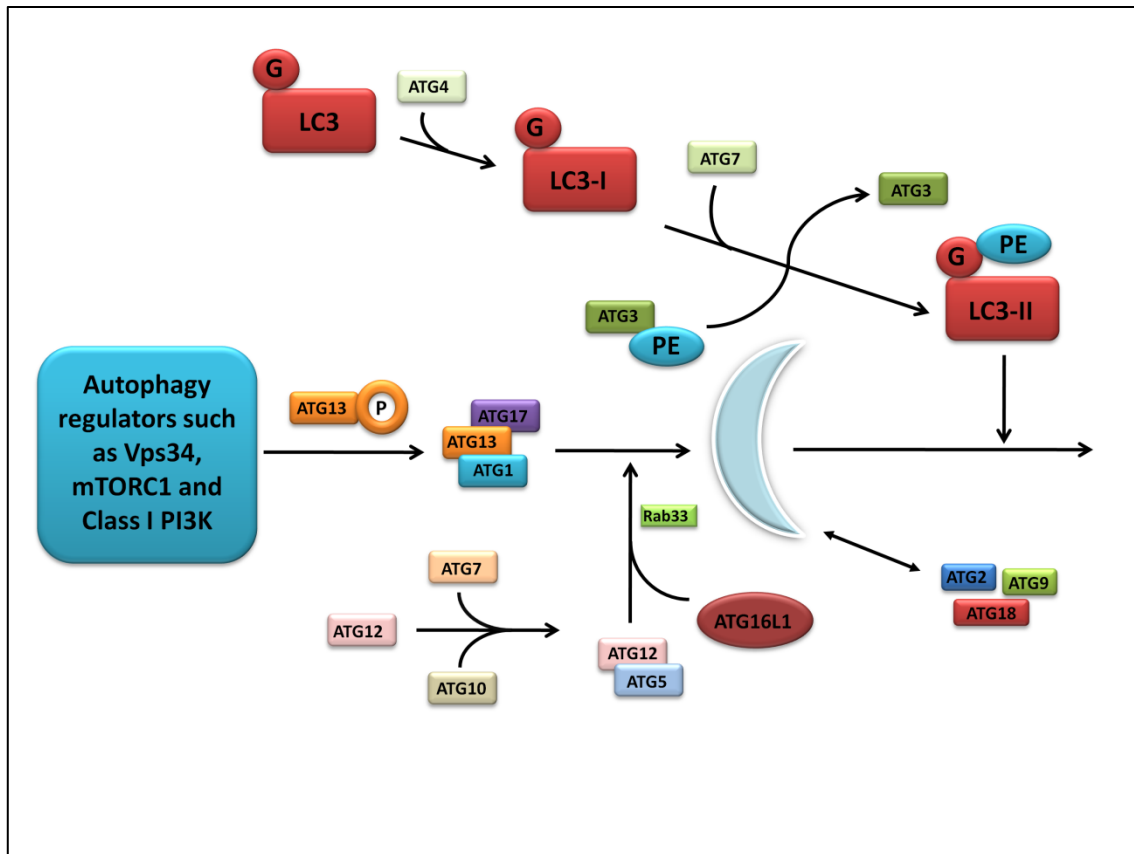 G
LC3
ATG4
G
LC3-I
ATG7
ATG3
G
PE
LC3-II
ATG3
PE
Autophagy
regulators such
as Vps34,
mTORC1 and
Class I PI3K
ATG13
P
ATG17
ATG13
ATG1
Rab33
ATG7
ATG12
ATG10
ATG12
ATG5
ATG16L1
ATG2
ATG9
ATG18